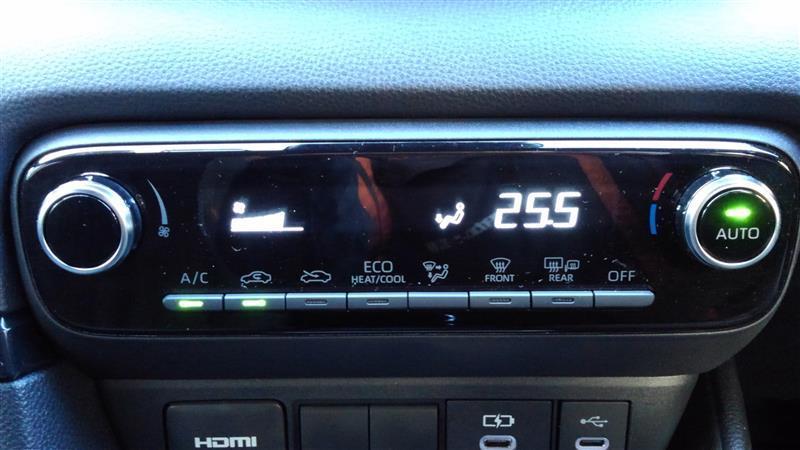 25.5
AUTO
A/C
ECO
HEAT/COOL
FRONT
REAR
OFF
HDMI